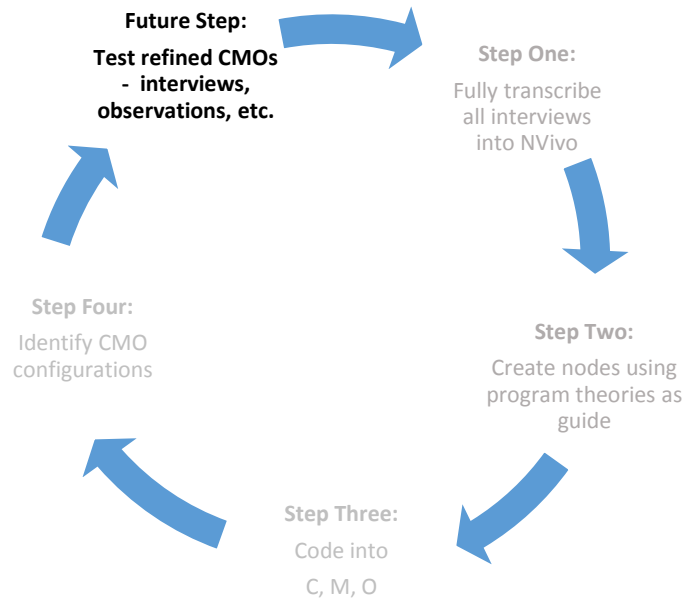 Future Step:
Test refined CMOs
- interviews,
observations, etc.
Step One:
Fully transcribe
all interviews
into NVivo
Step Two:
Create nodes using
program theories as
guide
Step Three:
Code into
C, M, O
Step Four:
Identify CMO
configurations